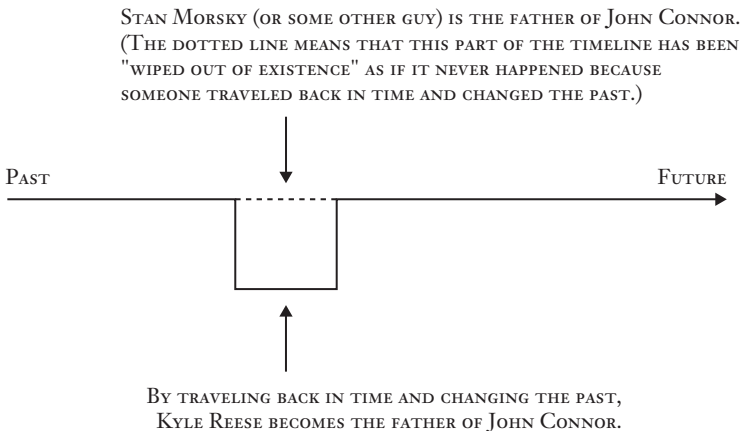 Stan Morsky (or some other guy) is the father of John Connor.
(The dotted line means that this part of the timeline has been
"wiped out of existence" as if it never happened because
someone traveled back in time and changed the past.)
Past
Future
By traveling back in time and changing the past,
Kyle Reese becomes the father of John Connor.